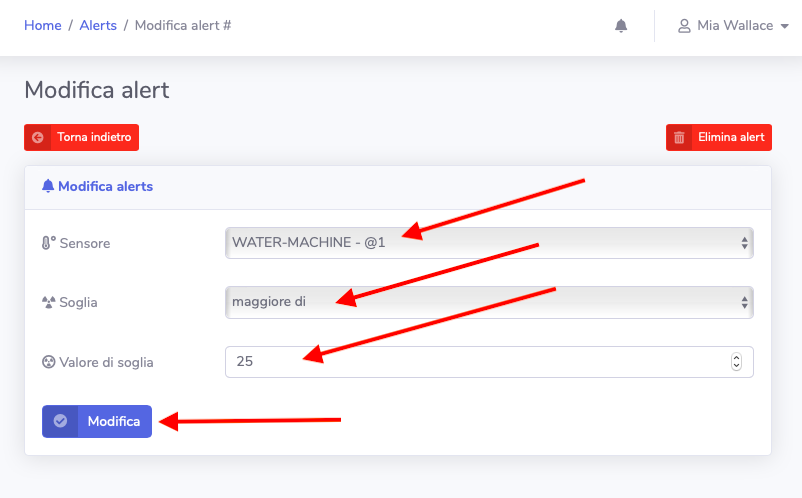 Home / Alerts / Modifica alert #
Mia Wallace
Modifica alert
Torna indietro
Elimina alert
Modifica alerts
Sensore
WATER-MACHINE - @1
Soglia
maggiore di
Valore di soglia
25
Modifica